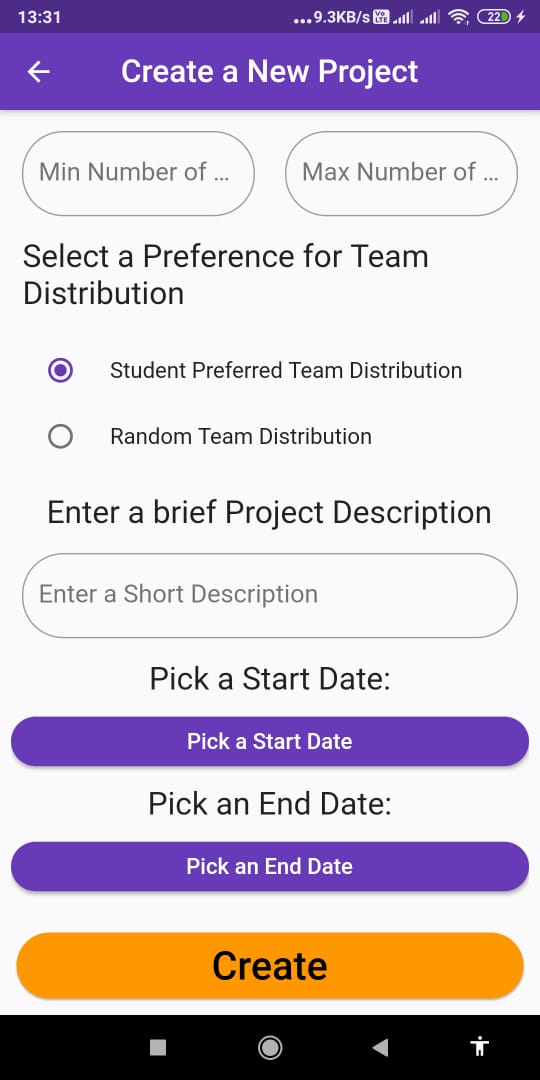 13:31
...9.3KB/s Vo LTE 22
Create a New Project
Min Number of ...
Max Number of ...
Select a Preference for Team
Distribution
Student Preferred Team Distribution
Random Team Distribution
Enter a brief Project Description
Enter a Short Description
Pick a Start Date:
Pick a Start Date
Pick an End Date:
Pick an End Date
Create